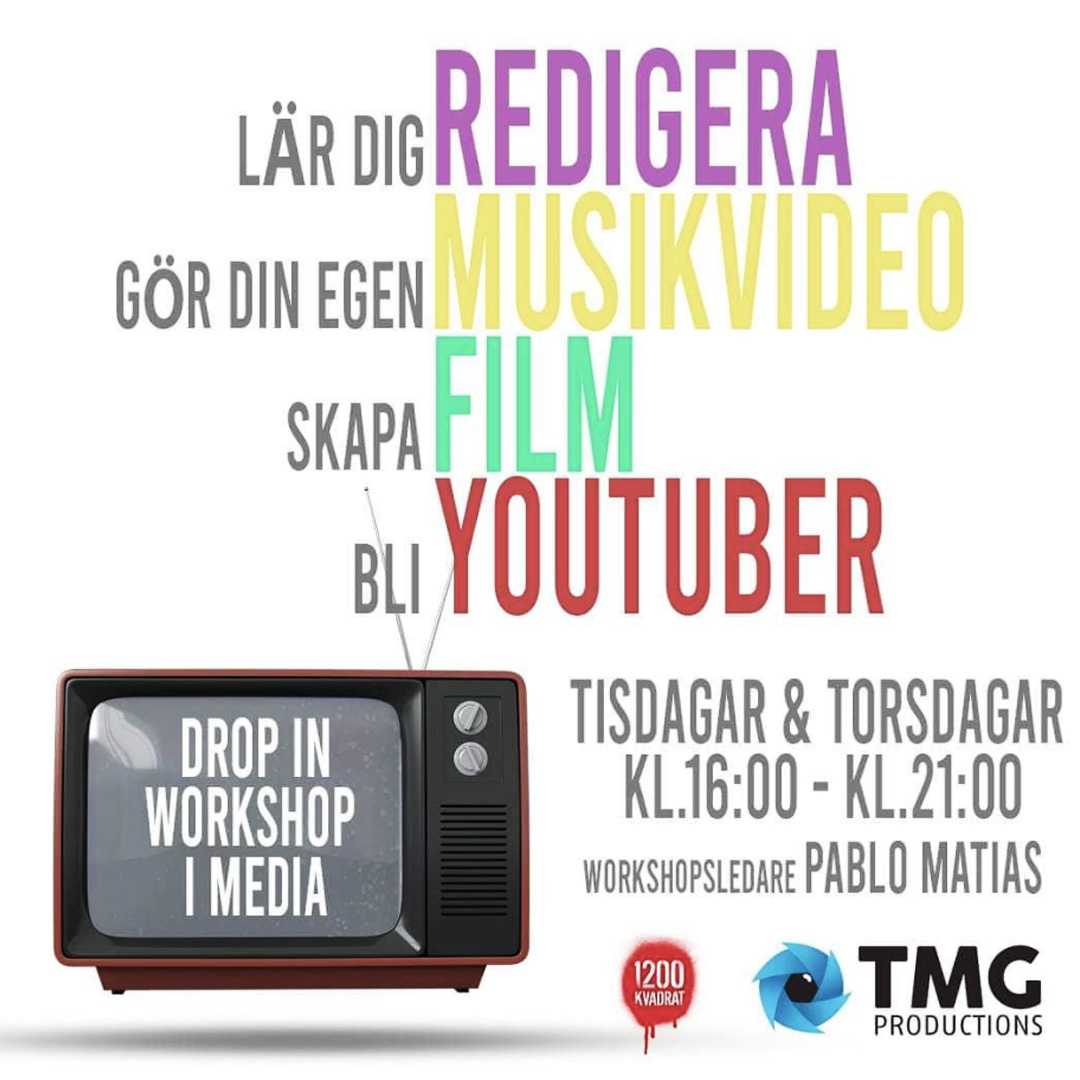 LÄR DIG REDIGERA
GÖR DIN EGEN MUSIKVIDEO
SKAPA FILM
BLI YOUTUBER
DROP IN
WORKSHOP
I MEDIA
TISDAGAR & TORSDAGAR
KL.16:00 - KL.21:00
WORKSHOPSLEDARE PABLO MATIAS
1200
KVADRAT
TMG
PRODUCTIONS